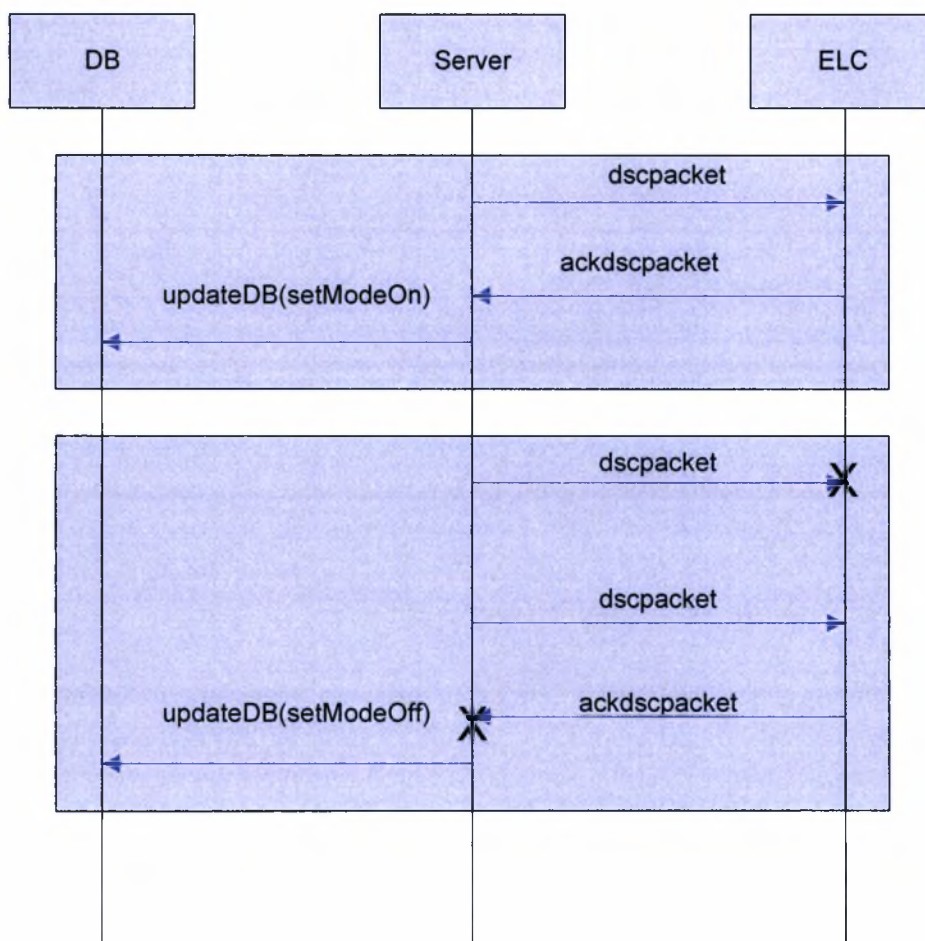 DB
Server
ELC
dscpacket
ackdscpacket
updateDB(setModeOn)
dscpacket
X
dscpacket
ackdscpacket
updateDB(setModeOff)
X